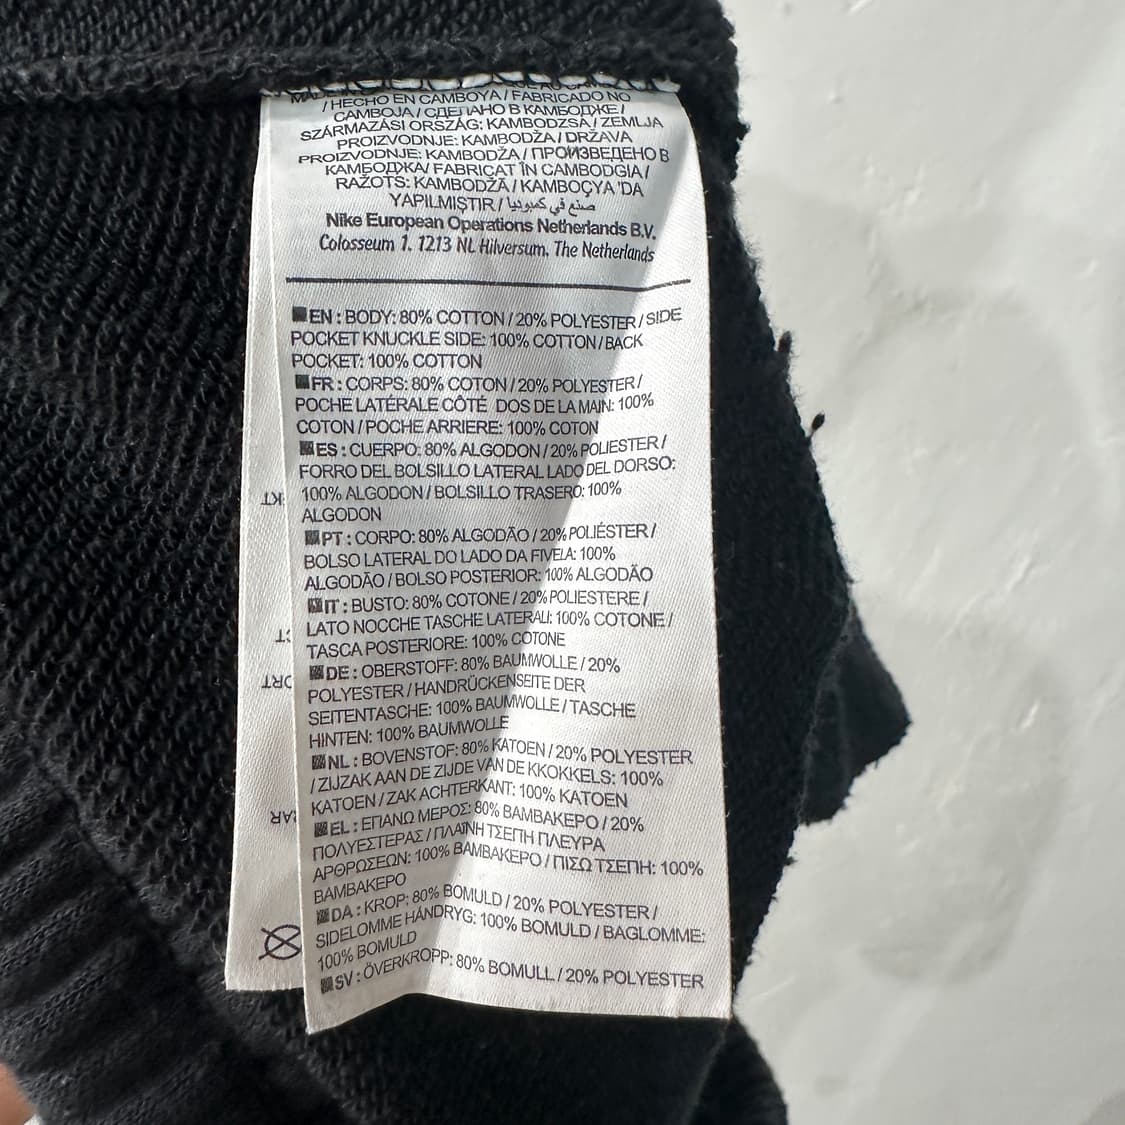 / HECHO EN CAMBOYA / FABRICADO NO
CAMBOJA / СДЕЛАНО В КАМБОДЖЕ /
SZÁRMAZÁSI ORSZÁG: KAMBODZSA / ZEMLJA
PROIZVODNJE: KAMBODŽA / DRŽAVA
PROIZVODNJE: KAMBODŽA / ПРОИЗВЕДЕНО В
КАМБОДЖА/ FABRICAT ÎN CAMBODGIA /
RAŽOTS: KAMBODŽĀ / KAMBOÇYA 'DA
YAPILMIŞTIR / صنع في كمبوديا
Nike European Operations Netherlands B.V.
Colosseum 1. 1213 NL Hilversum. The Netherlands
EN : BODY: 80% COTTON / 20% POLYESTER / SIDE
POCKET KNUCKLE SIDE: 100% COTTON / BACK
POCKET: 100% COTTON
FR : CORPS: 80% COTON / 20% POLYESTER /
POCHE LATÉRALE CÔTÉ DOS DE LA MAIN: 100%
COTON / POCHE ARRIERE: 100% COTON
ES : CUERPO: 80% ALGODON / 20% POLIESTER /
FORRO DEL BOLSILLO LATERAL LADO DEL DORSO:
100% ALGODON / BOLSILLO TRASERO: 100%
ALGODON
PT : CORPO: 80% ALGODÃO / 20% POLIÉSTER /
BOLSO LATERAL DO LADO DA FIVELA: 100%
ALGODÃO / BOLSO POSTERIOR: 100% ALGODÃO
IT : BUSTO: 80% COTONE / 20% POLIESTERE /
LATO NOCCHE TASCHE LATERALI: 100% COTONE /
TASCA POSTERIORE: 100% COTONE
DE : OBERSTOFF: 80% BAUMWOLLE / 20%
POLYESTER / HANDRÜCKENSEITE DER
SEITENTASCHE: 100% BAUMWOLLE / TASCHE
HINTEN: 100% BAUMWOLLE
NL : BOVENSTOF: 80% KATOEN / 20% POLYESTER
/ ZIJZAK AAN DE ZIJDE VAN DE KKOKKELS: 100%
KATOEN / ZAK ACHTERKANT: 100% KATOEN
EL : ΕΠΑΝΩ ΜΕΡΟΣ: 80% ΒΑΜΒΑΚΕΡΟ / 20%
ΠΟΛΥΕΣΤΕΡΑΣ / ΠΛΑΪΝΗ ΤΣΕΠΗ ΠΛΕΥΡΑ
ΑΡΘΡΩΣΕΩΝ: 100% ΒΑΜΒΑΚΕΡΟ / ΠΙΣΩ ΤΣΕΠΗ: 100%
ΒΑΜΒΑΚΕΡΟ
DA : KROP: 80% BOMULD / 20% POLYESTER /
SIDELOMME HÅNDRYG: 100% BOMULD / BAGLOMME:
100% BOMULD
SV : ÖVERKROPP: 80% BOMULL / 20% POLYESTER